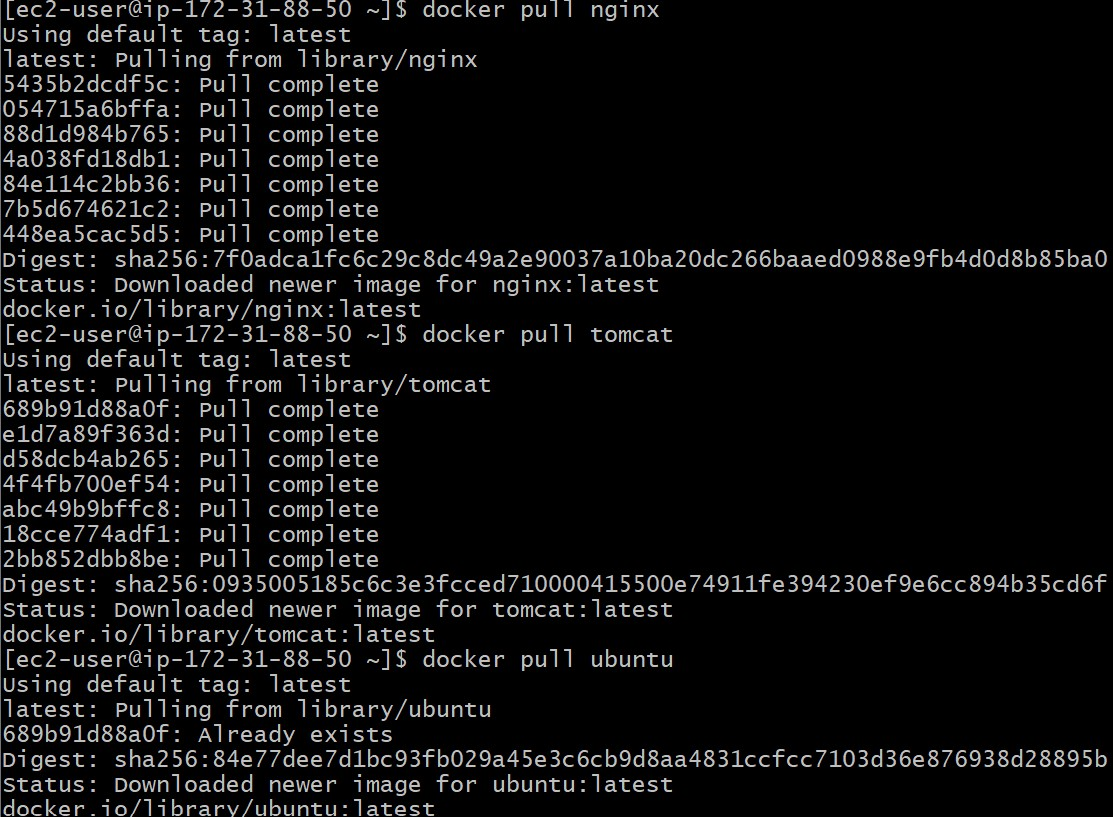 [ec2-user@ip-172-31-88-50 ~]$ docker pull nginx
Using default tag: latest
latest: Pulling from library/nginx
5435b2dcdf5c: Pull complete
054715a6bffa: Pull complete
88d1d984b765: Pull complete
4a038fd18db1: Pull complete
84e114c2bb36: Pull complete
7b5d674621c2: Pull complete
448ea5cac5d5: Pull complete
Digest: sha256:7f0adca1fc6c29c8dc49a2e90037a10ba20dc266baaed0988e9fb4d0d8b85ba0
Status: Downloaded newer image for nginx:latest
docker.io/library/nginx:latest
[ec2-user@ip-172-31-88-50 ~]$ docker pull tomcat
Using default tag: latest
latest: Pulling from library/tomcat
689b91d88a0f: Pull complete
e1d7a89f363d: Pull complete
d58dcb4ab265: Pull complete
4f4fb700ef54: Pull complete
abc49b9bffc8: Pull complete
18cce774adf1: Pull complete
2bb852dbb8be: Pull complete
Digest: sha256:0935005185c6c3e3fcced710000415500e74911fe394230ef9e6cc894b35cd6f
Status: Downloaded newer image for tomcat:latest
docker.io/library/tomcat:latest
[ec2-user@ip-172-31-88-50 ~]$ docker pull ubuntu
Using default tag: latest
latest: Pulling from library/ubuntu
689b91d88a0f: Already exists
Digest: sha256:84e77dee7d1bc93fb029a45e3c6cb9d8aa4831ccfcc7103d36e876938d28895b
Status: Downloaded newer image for ubuntu:latest
docker.io/library/ubuntu:latest